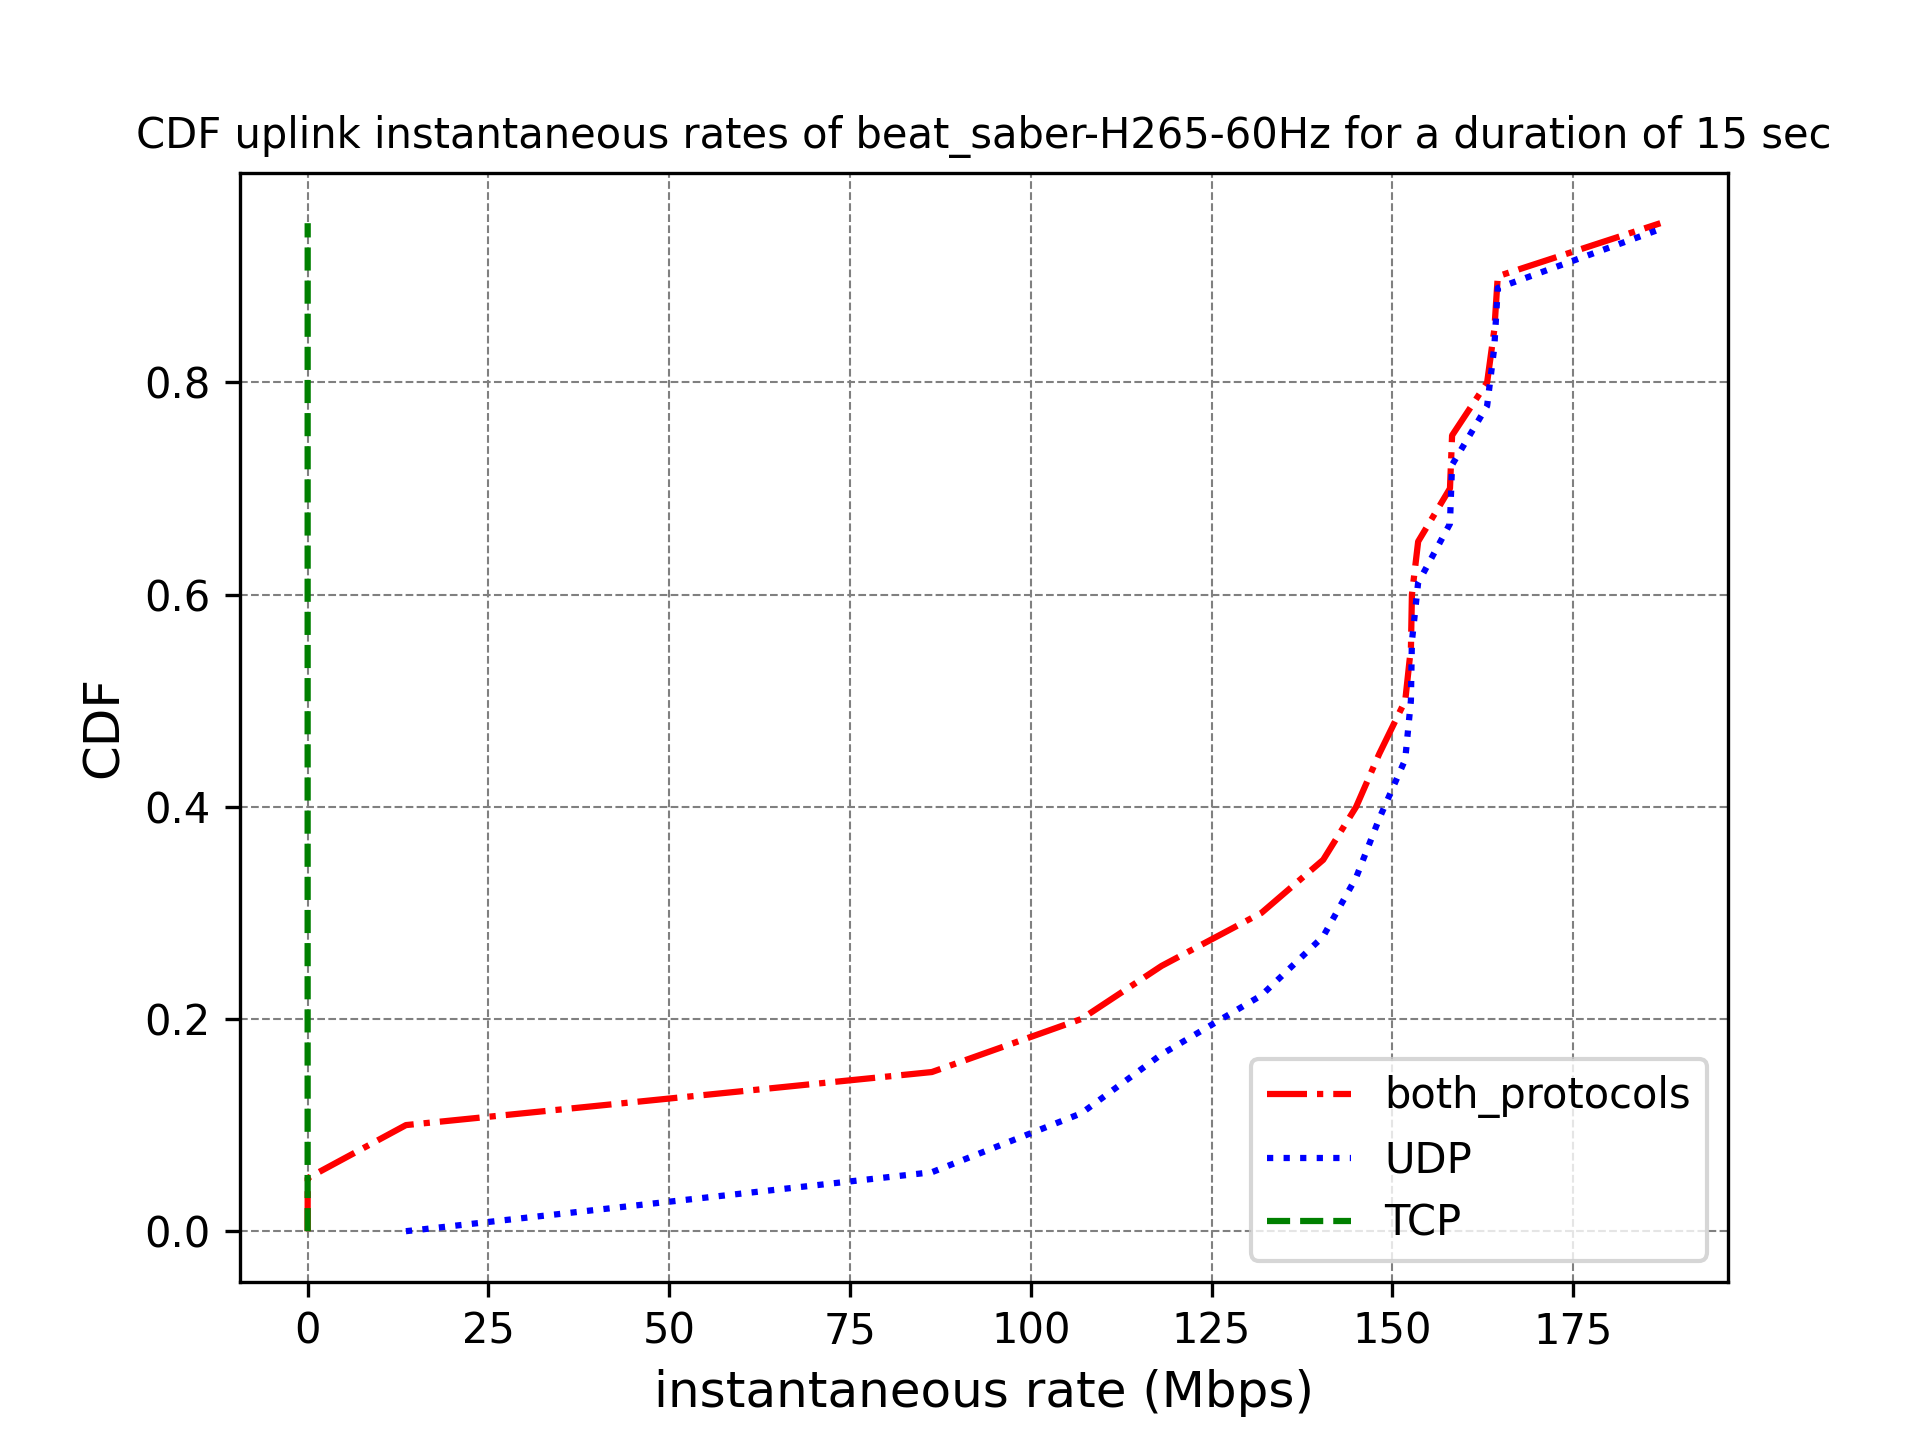 CDF uplink instantaneous rates of beat_saber-H265-60Hz for a duration of 15 sec
CDF
0.8
0.6
0.4
0.2
0.0
both_protocols
UDP
TCP
0 25 50 75 100 125 150 175
instantaneous rate (Mbps)